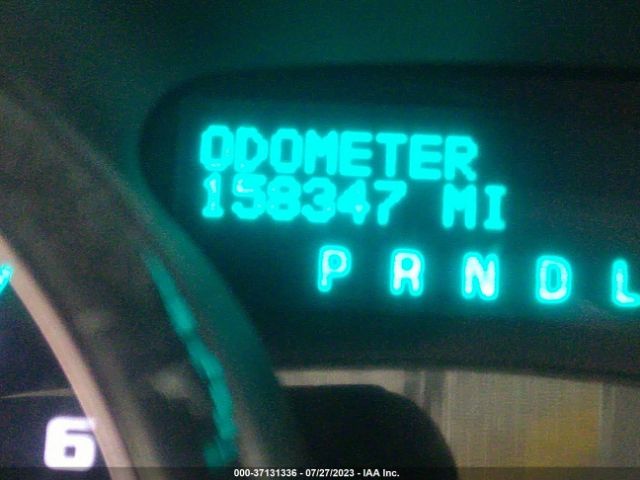 ODOMETER
158347 MI
P R N D L
6
000-37131336 - 07/27/2023 - IAA Inc.